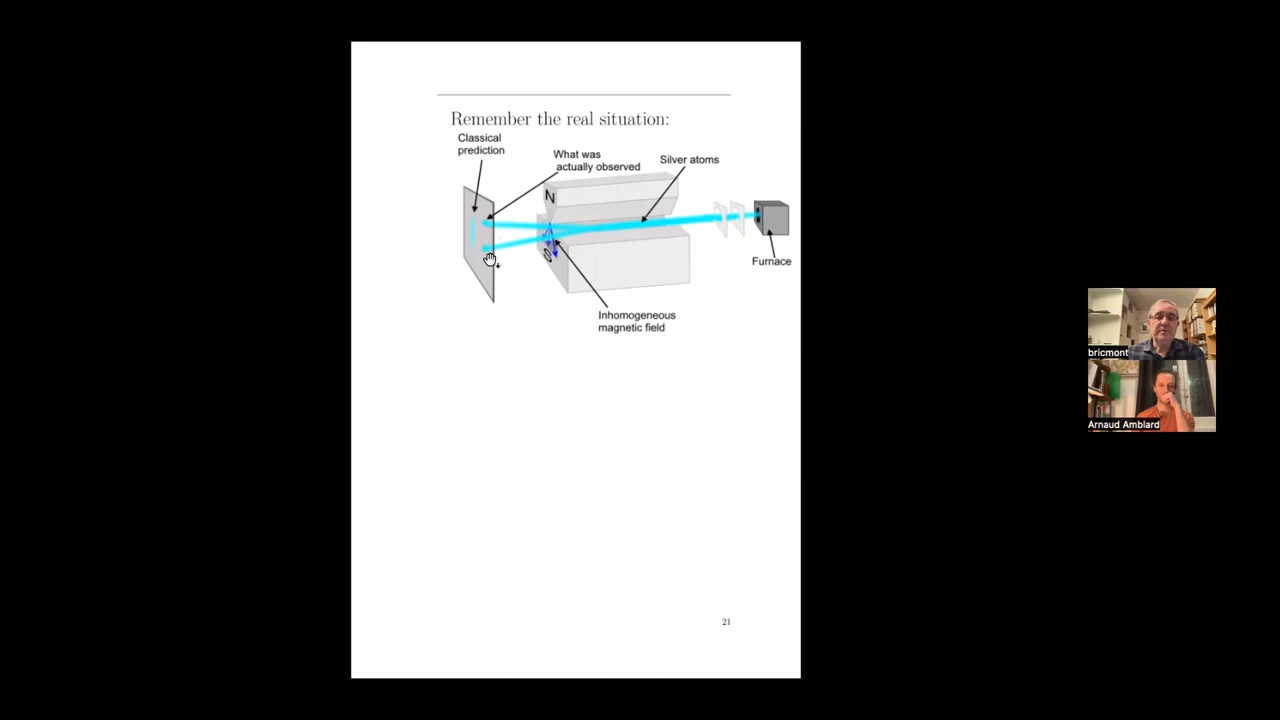 Remember the real situation:
Classical
prediction
What was
actually observed
Silver atoms
N
S
Furnace
Inhomogeneous
magnetic field
21
bricmont
Arnaud Amblard